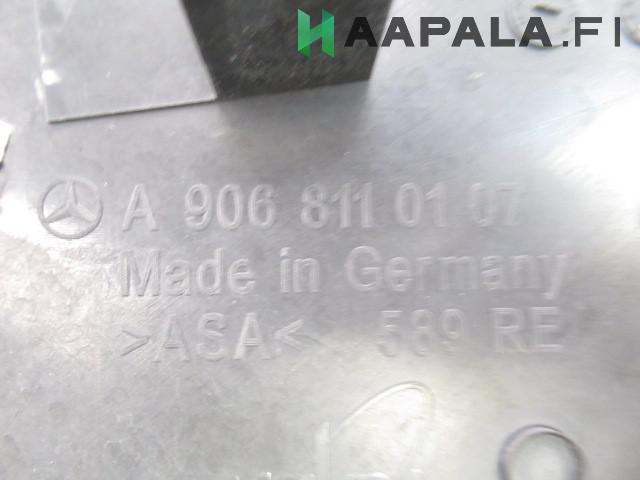 HAAPALA.FI
A 906 811 01 07
Made in Germany
>ASA< 589 RE